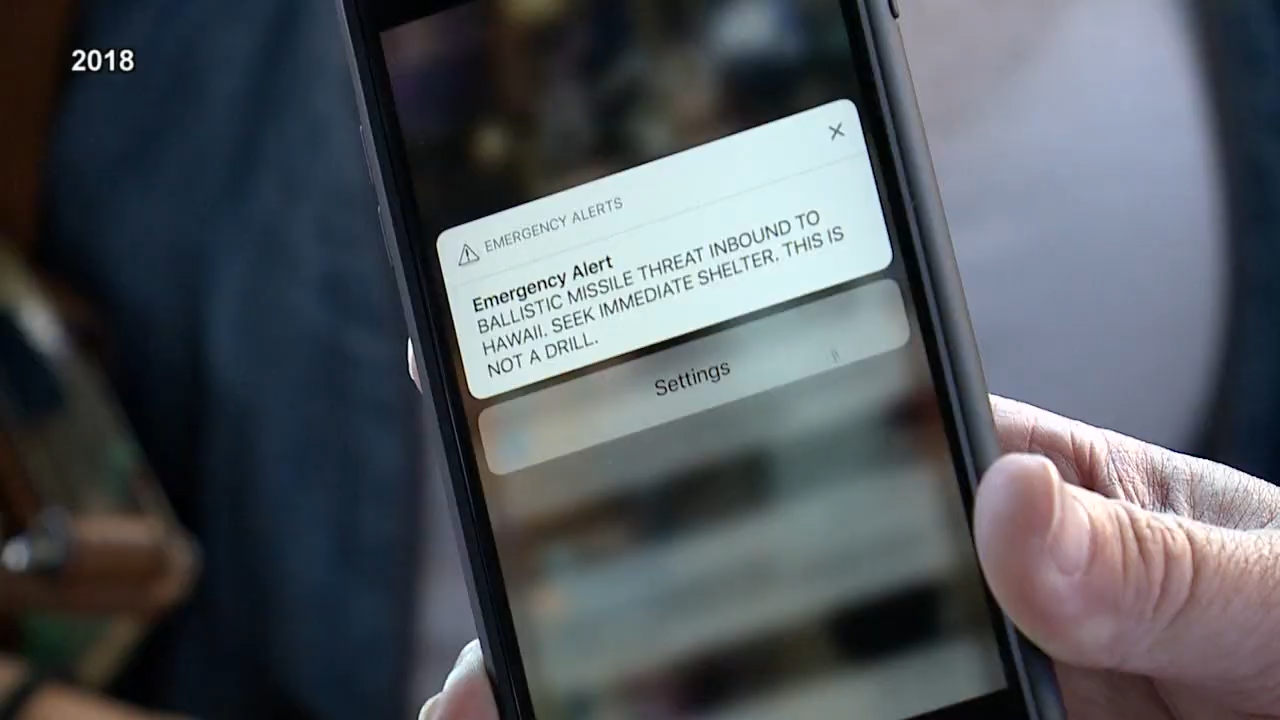 2018
EMERGENCY ALERTS
Emergency Alert
BALLISTIC MISSILE THREAT INBOUND TO
HAWAII. SEEK IMMEDIATE SHELTER. THIS IS
NOT A DRILL.
Settings